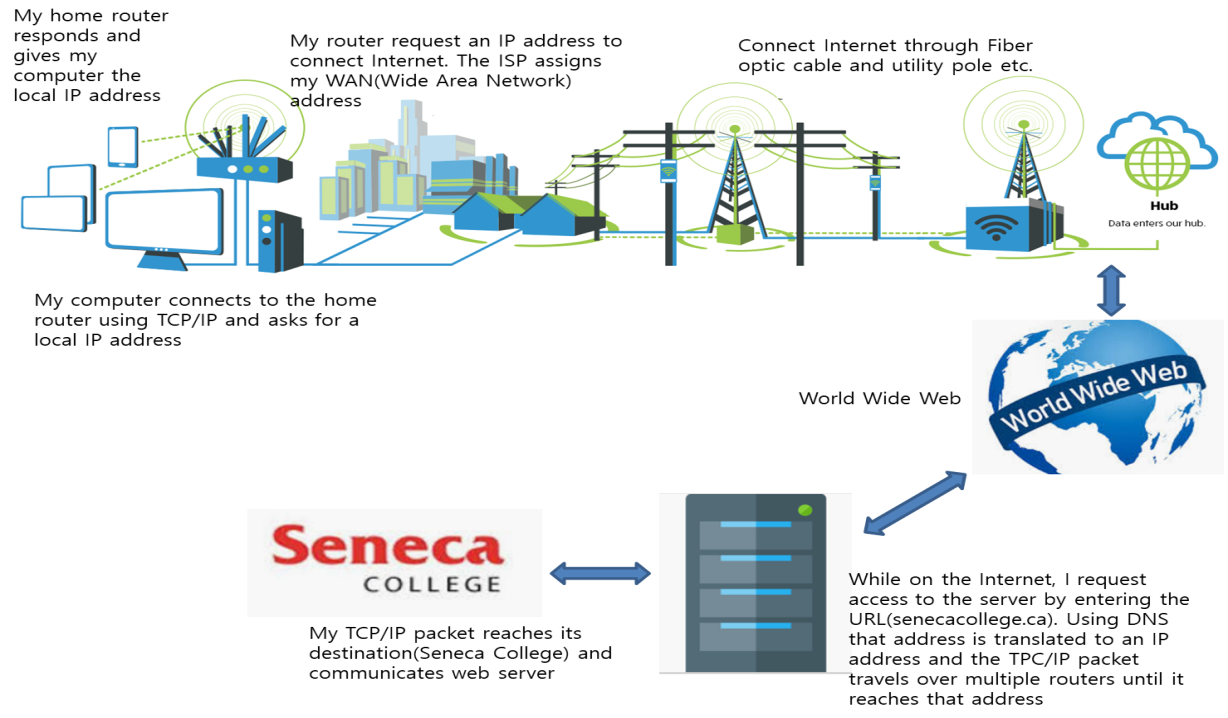 My home router
responds and
gives my
computer the
local IP address
My router request an IP address to
connect Internet. The ISP assigns
my WAN(Wide Area Network)
address
Connect Internet through Fiber
optic cable and utility pole etc.
Hub
Data enters our hub.
My computer connects to the home
router using TCP/IP and asks for a
local IP address
World Wide Web
World Wide Web
Seneca
COLLEGE
My TCP/IP packet reaches its
destination(Seneca College) and
communicates web server
While on the Internet, I request
access to the server by entering the
URL(senecacollege.ca). Using DNS
that address is translated to an IP
address and the TPC/IP packet
travels over multiple routers until it
reaches that address